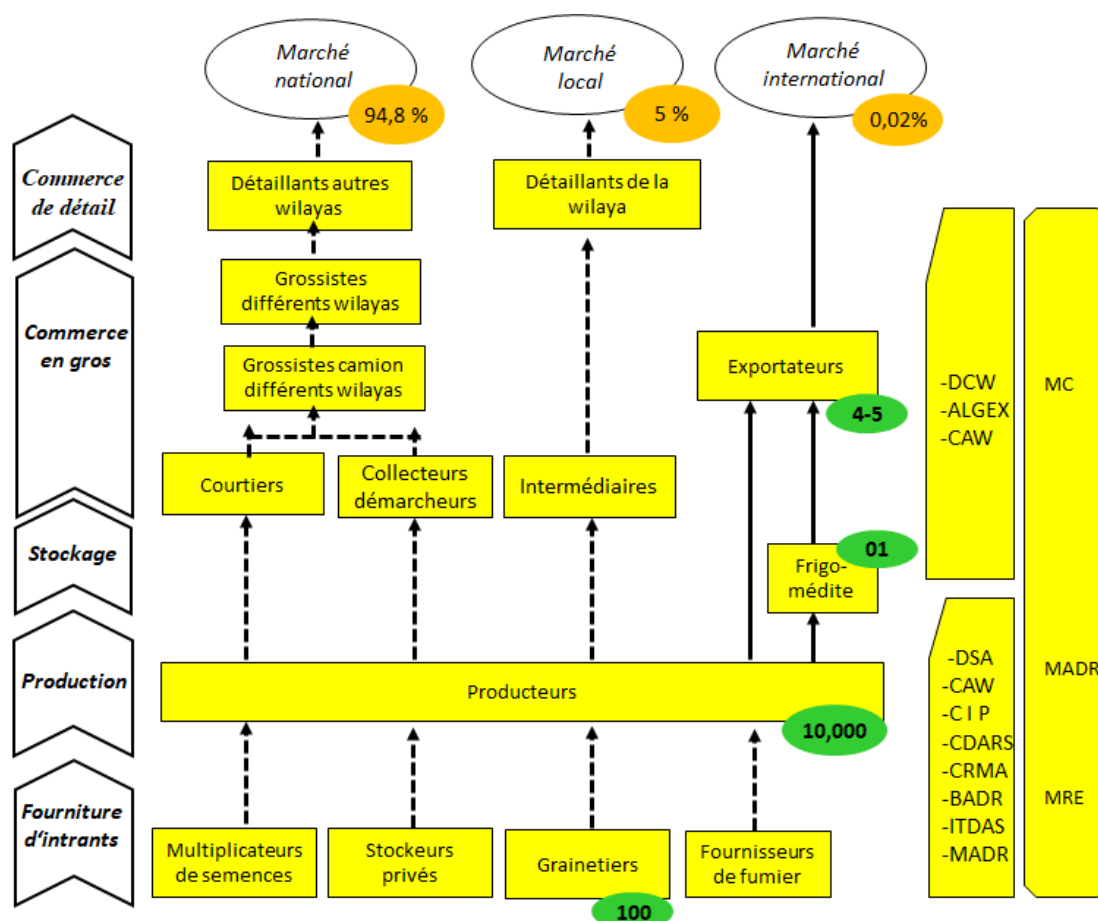 Marché
national
94,8 %
Marché
local
5 %
Marché
international
0,02%
Commerce
de détail
Détaillants autres
wilayas
Détaillants de la
wilaya
Commerce
en gros
Grossistes
différents wilayas
Grossistes camion
différents wilayas
Exportateurs
4-5
Courtiers
Collecteurs
démarcheurs
Intermédiaires
-DCW
-ALGEX
-CAW
MC
Stockage
01
Frigo-
médite
Production
Producteurs
10,000
-DSA
-CAW
-C I P
-CDARS
-CRMA
-BADR
-ITDAS
-MADR
MADR
MRE
Fourniture
d'intrants
Multiplicateurs
de semences
Stockeurs
privés
Grainetiers
100
Fournisseurs
de fumier